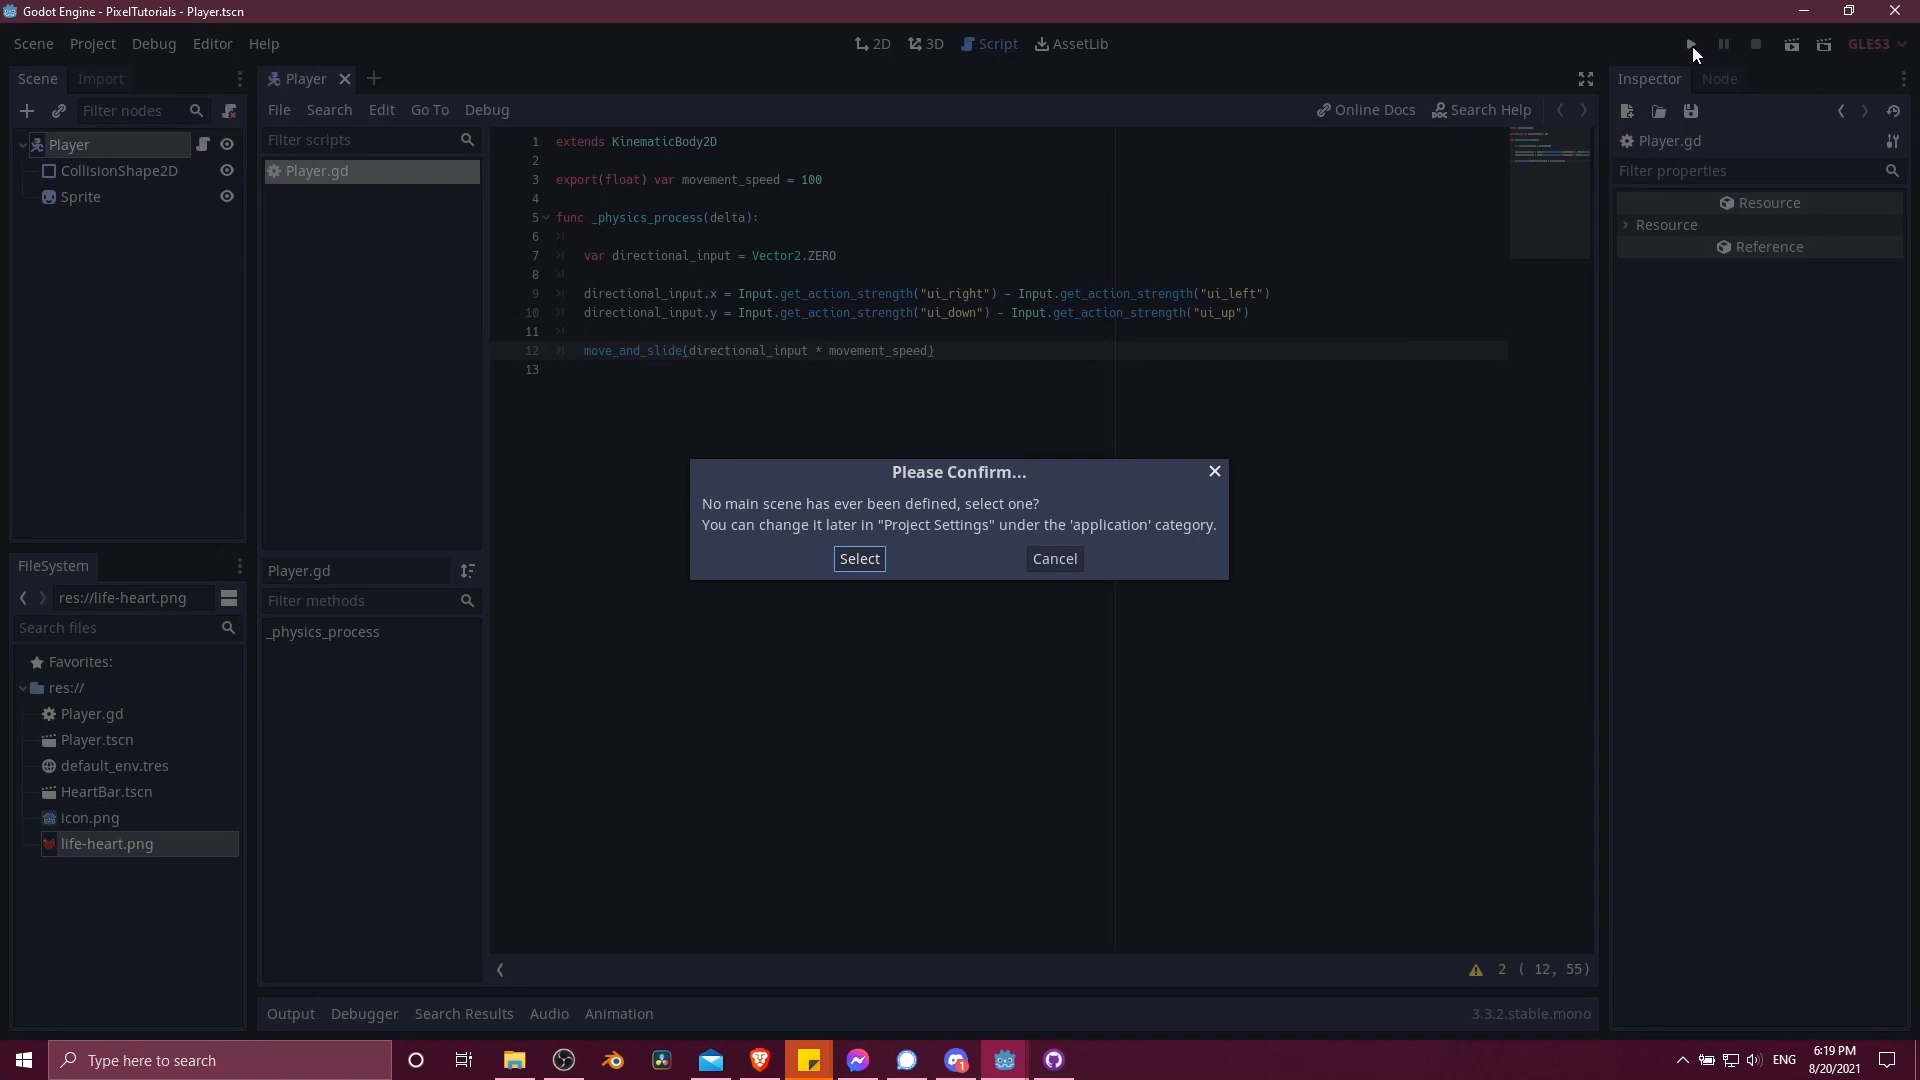 Godot Engine - PixelTutorials - Player.tscn
Scene Project Debug Editor Help
2D 3D Script AssetLib
GLES3
Scene Import
Filter nodes
Player
CollisionShape2D
Sprite
FileSystem
res://life-heart.png
Search files
Favorites:
res://
Player.gd
Player.tscn
default_env.tres
HeartBar.tscn
icon.png
life-heart.png
Player
File Search Edit Go To Debug
Online Docs Search Help
Filter scripts
Player.gd
Player.gd
Filter methods
_physics_process
1 extends KinematicBody2D
2
3 export(float) var movement_speed = 100
4
5 func _physics_process(delta):
6
7 var directional_input = Vector2.ZERO
8
9 directional_input.x = Input.get_action_strength("ui_right") - Input.get_action_strength("ui_left")
10 directional_input.y = Input.get_action_strength("ui_down") - Input.get_action_strength("ui_up")
11
12 move_and_slide(directional_input * movement_speed)
13
Please Confirm...
No main scene has ever been defined, select one?
You can change it later in "Project Settings" under the 'application' category.
Select Cancel
2 ( 12, 55)
Output Debugger Search Results Audio Animation
3.3.2.stable.mono
Inspector Node
Player.gd
Filter properties
Resource
Resource
Reference
Type here to search
1
ENG
6:19 PM
8/20/2021